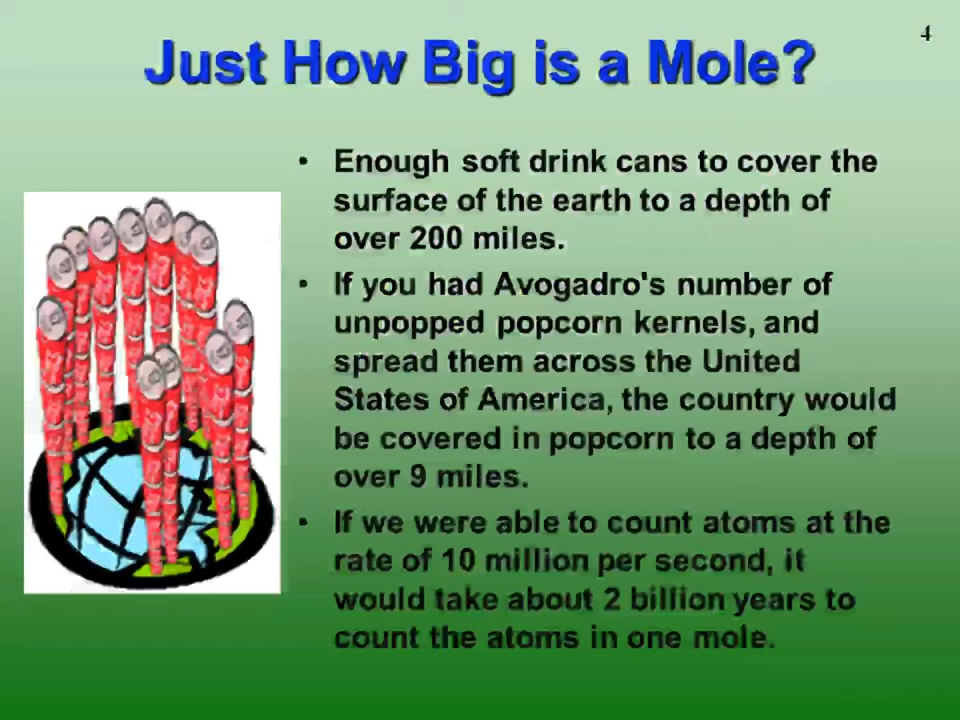 4
Just How Big is a Mole?
• Enough soft drink cans to cover the
surface of the earth to a depth of
over 200 miles.
• If you had Avogadro's number of
unpopped popcorn kernels, and
spread them across the United
States of America, the country would
be covered in popcorn to a depth of
over 9 miles.
• If we were able to count atoms at the
rate of 10 million per second, it
would take about 2 billion years to
count the atoms in one mole.